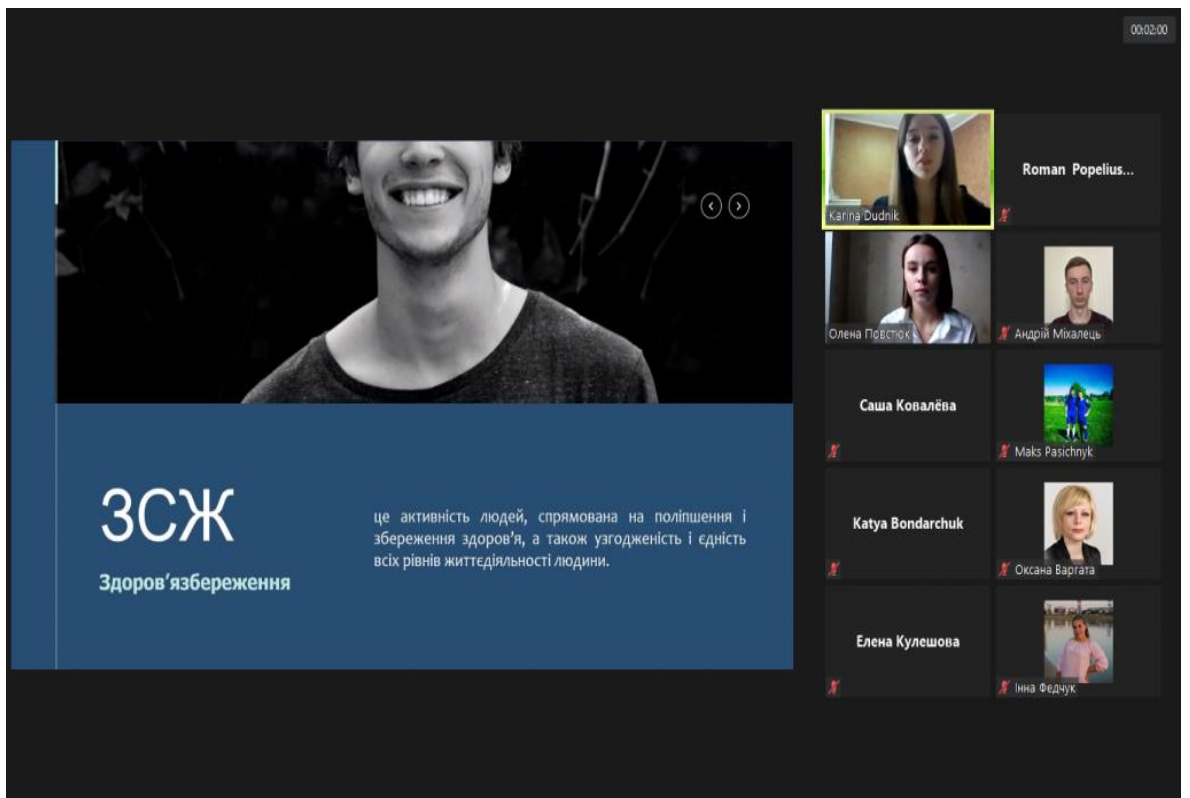 00:02:00
Karina Dudnik
Roman Popelius...
Олена Повстюк
Андрій Міхалець
Саша Ковалёва
Maks Pasichnyk
Katya Bondarchuk
Оксана Варгата
Елена Кулешова
Інна Федчук
ЗСЖ
Здоров'язбереження
це активність людей, спрямована на поліпшення і
збереження здоров'я, а також узгодженість і єдність
всіх рівнів життєдіяльності людини.